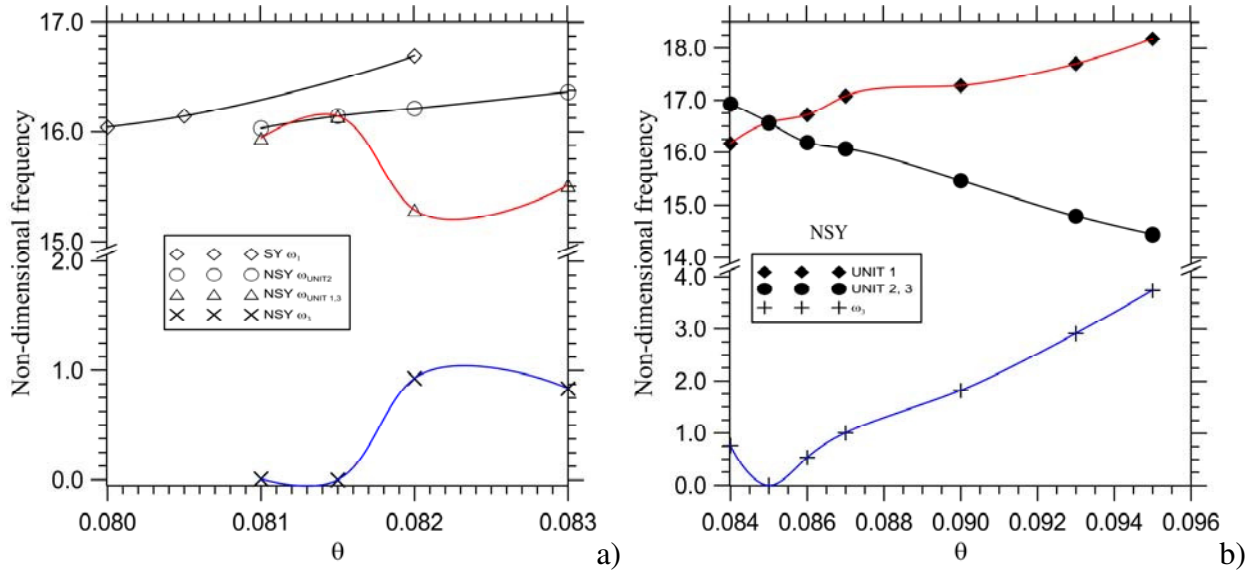 17.0
16.0
15.0
2.0
1.0
0.0
Non-dimensional frequency
SY ω₁
NSY ωUNIT2
NSY ωUNIT 1,3
NSY ω₃
0.080 0.081 0.082 0.083
θ
a)
18.0
17.0
16.0
15.0
14.0
4.0
3.0
2.0
1.0
0.0
Non-dimensional frequency
NSY
UNIT 1
UNIT 2, 3
ω₃
0.084 0.086 0.088 0.090 0.092 0.094 0.096
θ
b)